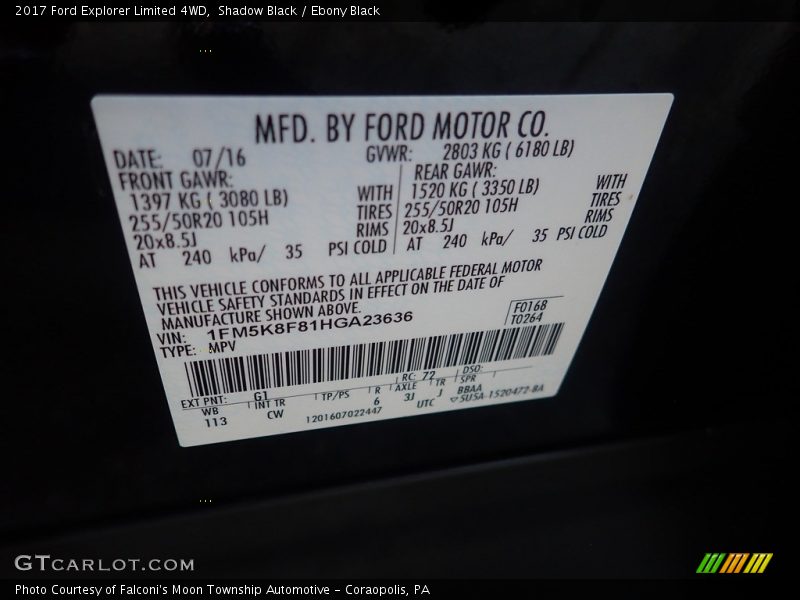 2017 Ford Explorer Limited 4WD, Shadow Black / Ebony Black
MFD. BY FORD MOTOR CO.
DATE: 07/16 GVWR: 2803 KG ( 6180 LB)
FRONT GAWR: REAR GAWR:
1397 KG ( 3080 LB) WITH 1520 KG ( 3350 LB) WITH
255/50R20 105H TIRES 255/50R20 105H TIRES
20x8.5J RIMS 20x8.5J RIMS
AT 240 kPa/ 35 PSI COLD AT 240 kPa/ 35 PSI COLD
THIS VEHICLE CONFORMS TO ALL APPLICABLE FEDERAL MOTOR
VEHICLE SAFETY STANDARDS IN EFFECT ON THE DATE OF
MANUFACTURE SHOWN ABOVE.
VIN: 1FM5K8F81HGA23636 F0168
TYPE: MPV T0264
EXT PNT: G1 RC: 72 DSO:
WB INT TR TP/PS R AXLE TR SPR
113 CW 6 3J J BBAA
1201607022447 UTC ▽5USA-1520472-BA
GTCARLOT.COM
Photo Courtesy of Falconi's Moon Township Automotive - Coraopolis, PA